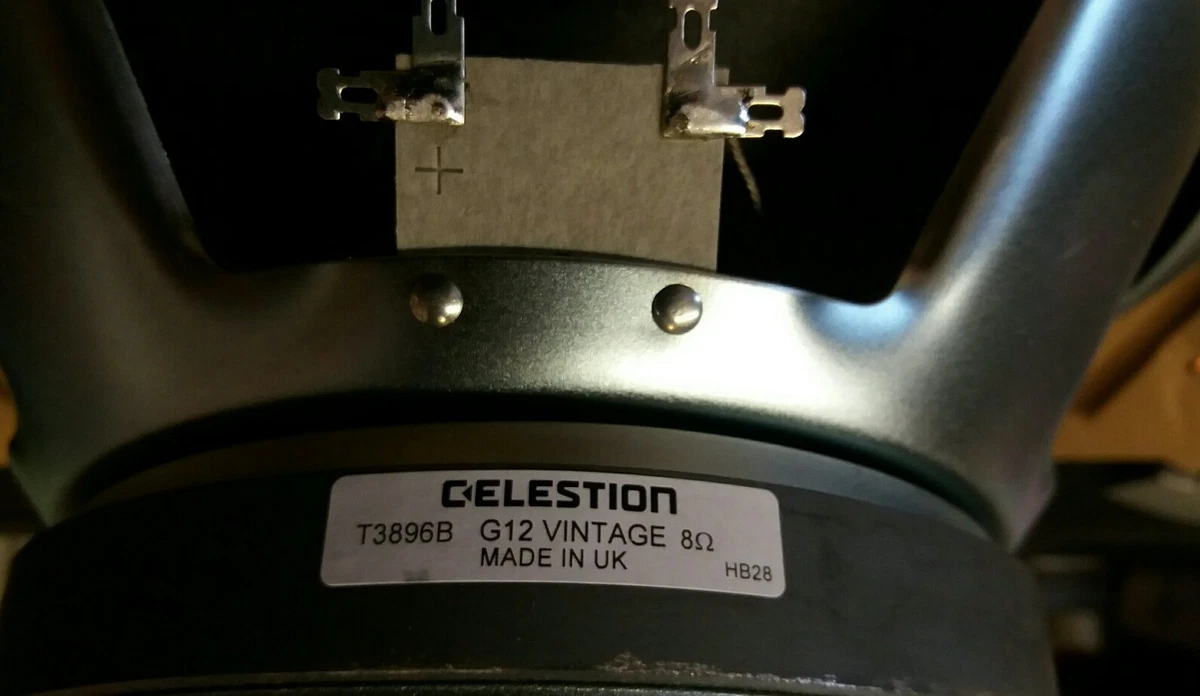 +
CELESTION
T3896B G12 VINTAGE 8Ω
MADE IN UK
HB28